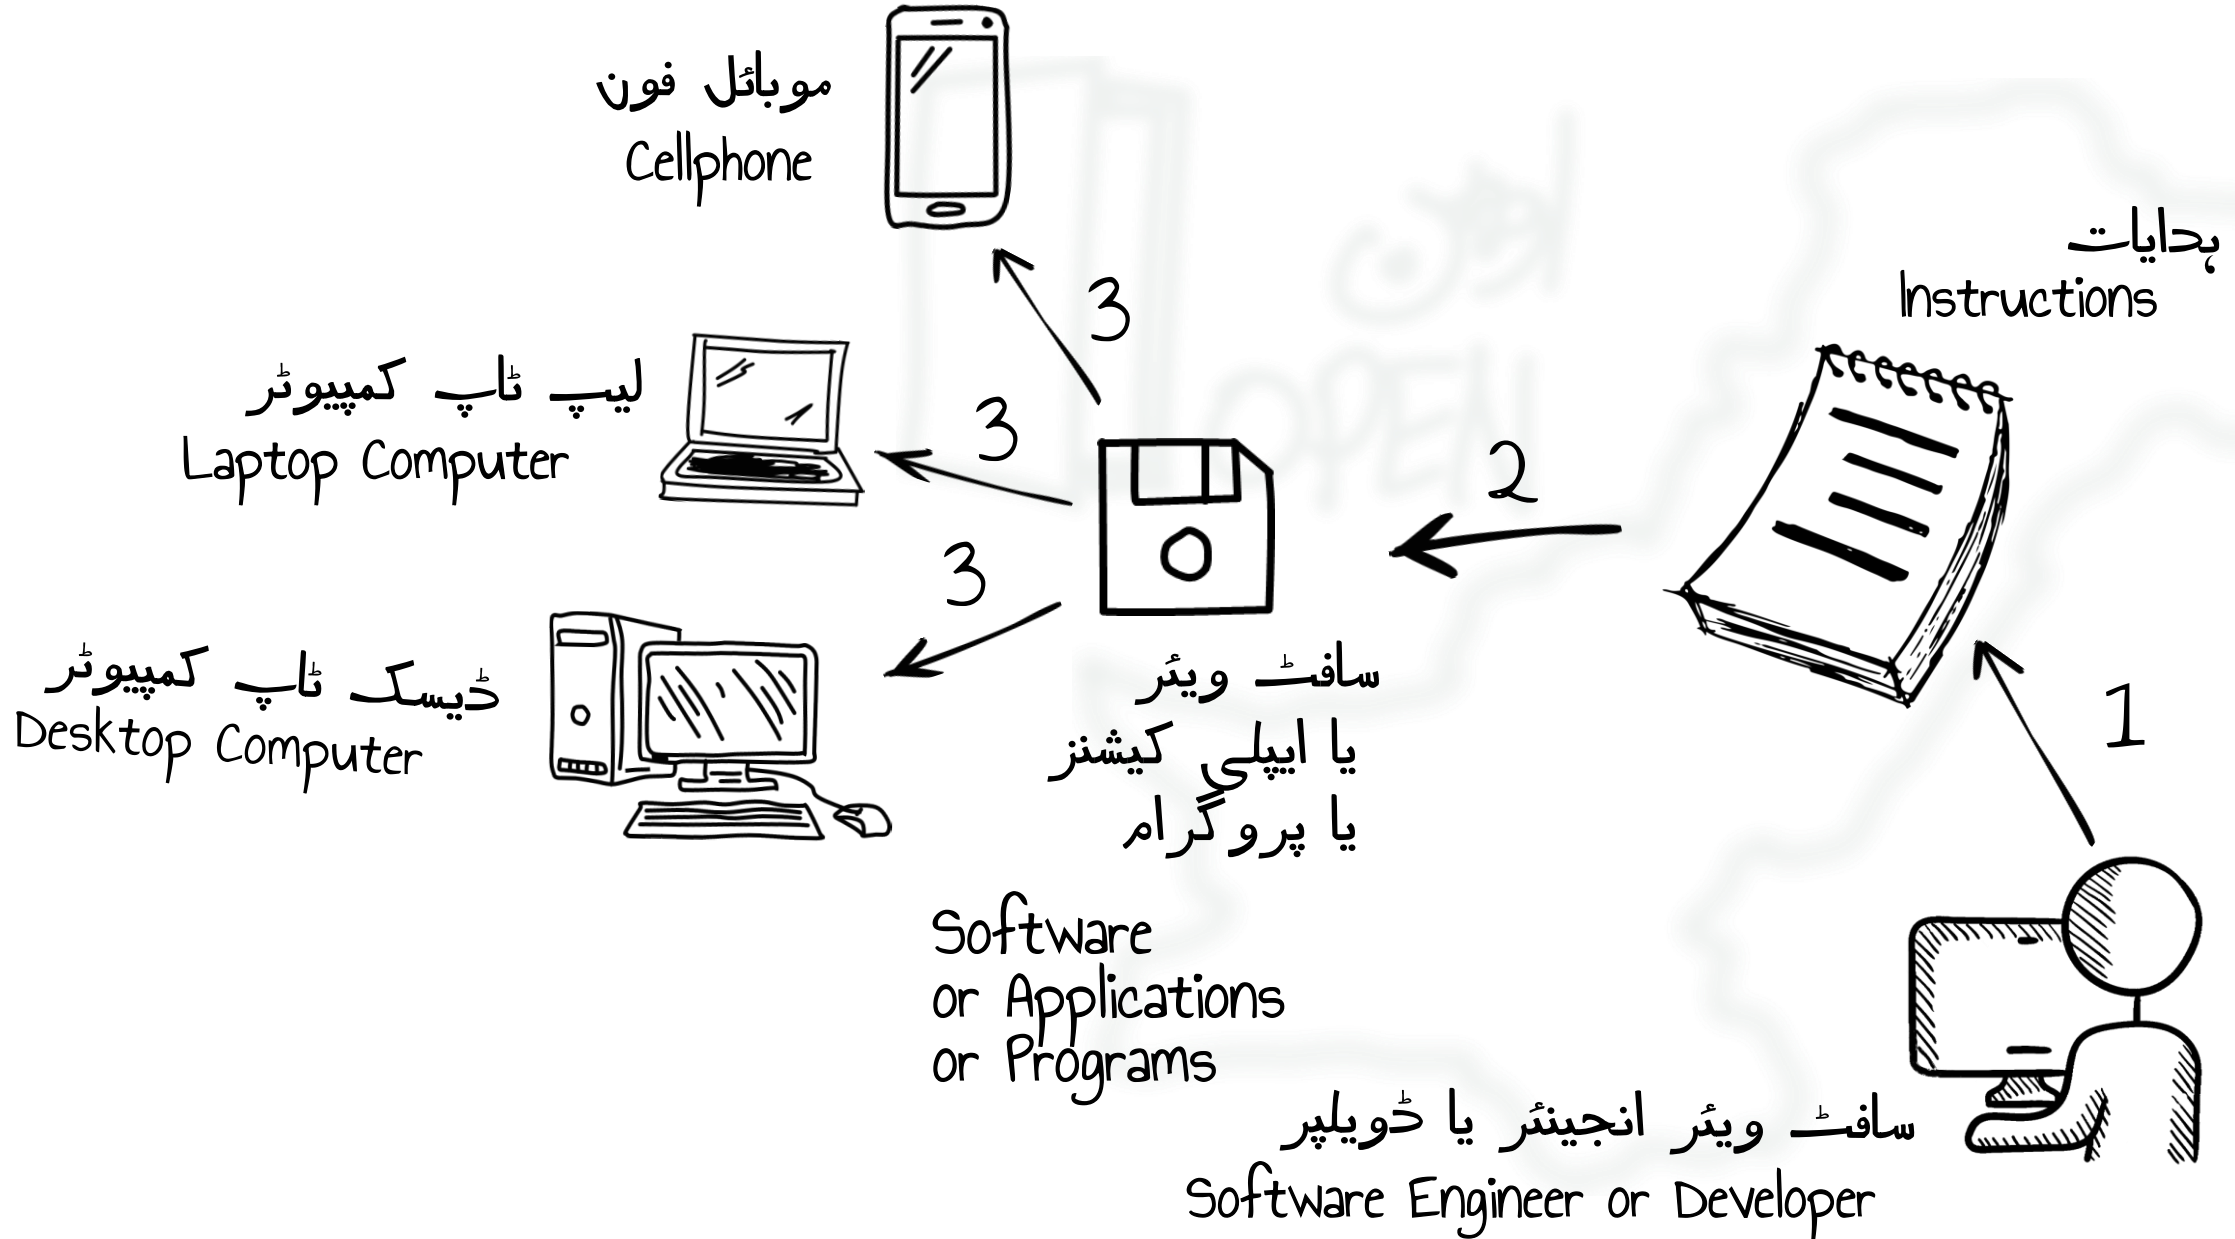 موبائل فون
Cellphone
3
ہدایات
Instructions
لیپ ٹاپ کمپیوٹر
Laptop Computer
3
2
3
ڈیسک ٹاپ کمپیوٹر
Desktop Computer
سافٹ ویئر
یا ایپلی کیشنز
یا پروگرام
Software
or Applications
or Programs
1
سافٹ ویئر انجینئر یا ڈویلپر
Software Engineer or Developer
اوپن
OPEN